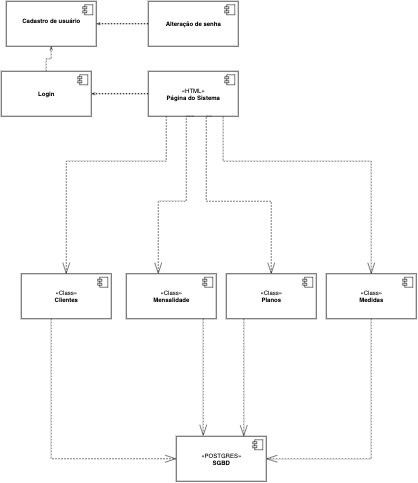 Cadastro de usuário
Alteração de senha
Login
«HTML»
Página do Sistema
«Class»
Clientes
«Class»
Mensalidade
«Class»
Planos
«Class»
Medidas
«POSTGRES»
SGBD